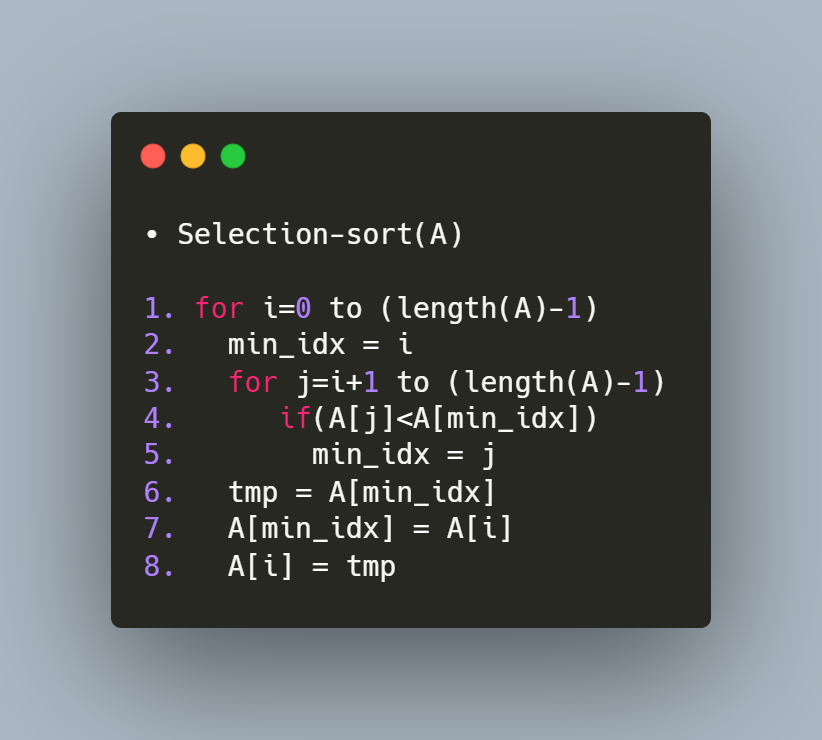 • Selection-sort(A)
1. for i=0 to (length(A)-1)
2. min_idx = i
3. for j=i+1 to (length(A)-1)
4. if(A[j]<A[min_idx])
5. min_idx = j
6. tmp = A[min_idx]
7. A[min_idx] = A[i]
8. A[i] = tmp